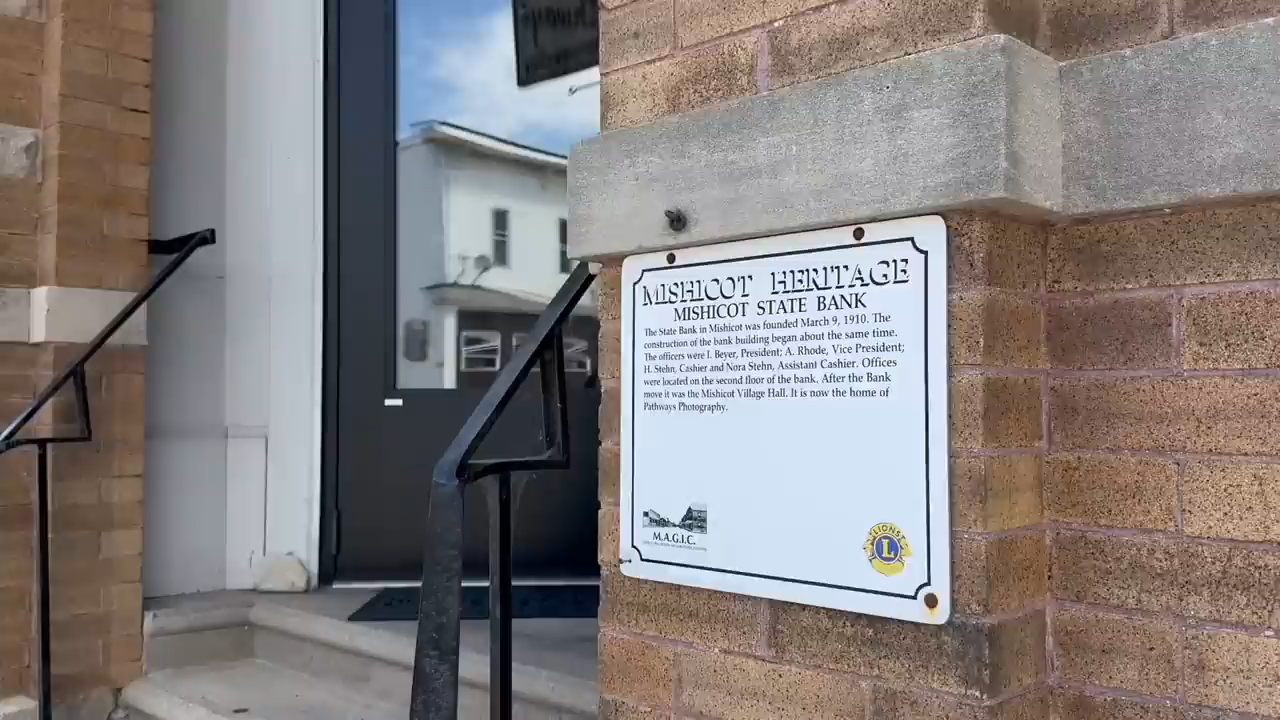 MISHICOT HERITAGE
MISHICOT STATE BANK
The State Bank in Mishicot was founded March 9, 1910. The
construction of the bank building began about the same time.
The officers were I. Beyer, President; A. Rhode, Vice President;
H. Stehn, Cashier and Nora Stehn, Assistant Cashier. Offices
were located on the second floor of the bank. After the Bank
move it was the Mishicot Village Hall. It is now the home of
Pathways Photography.
M.A.G.I.C.
LIONS
L